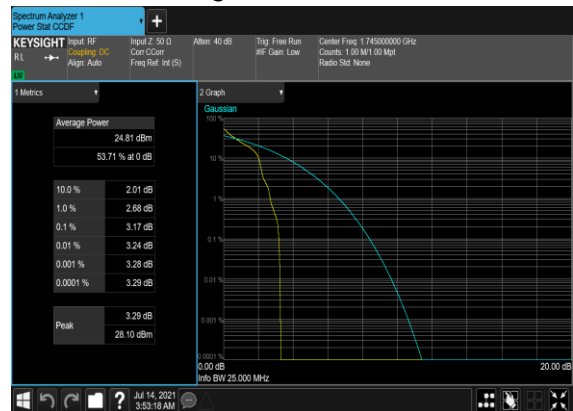 Spectrum Analyzer 1
Power Stat CCDF
+
KEYSIGHT
RL
Input: RF
Coupling: DC
Align: Auto
Input Z: 50 Ω
Corr CCorr
Freq Ref: Int (S)
Atten: 40 dB
Trig: Free Run
#IF Gain: Low
Center Freq: 1.745000000 GHz
Counts: 1.00 M/1.00 Mpt
Radio Std: None
1 Metrics
Average Power
24.81 dBm
53.71 % at 0 dB
10.0 % 2.01 dB
1.0 % 2.68 dB
0.1 % 3.17 dB
0.01 % 3.24 dB
0.001 % 3.28 dB
0.0001 % 3.29 dB
Peak
3.29 dB
28.10 dBm
2 Graph
Gaussian
100 %
10 %
1 %
0.1 %
0.01 %
0.001 %
0.0001 %
0.00 dB
20.00 dB
Info BW 25.000 MHz
?
Jul 14, 2021
3:53:18 AM